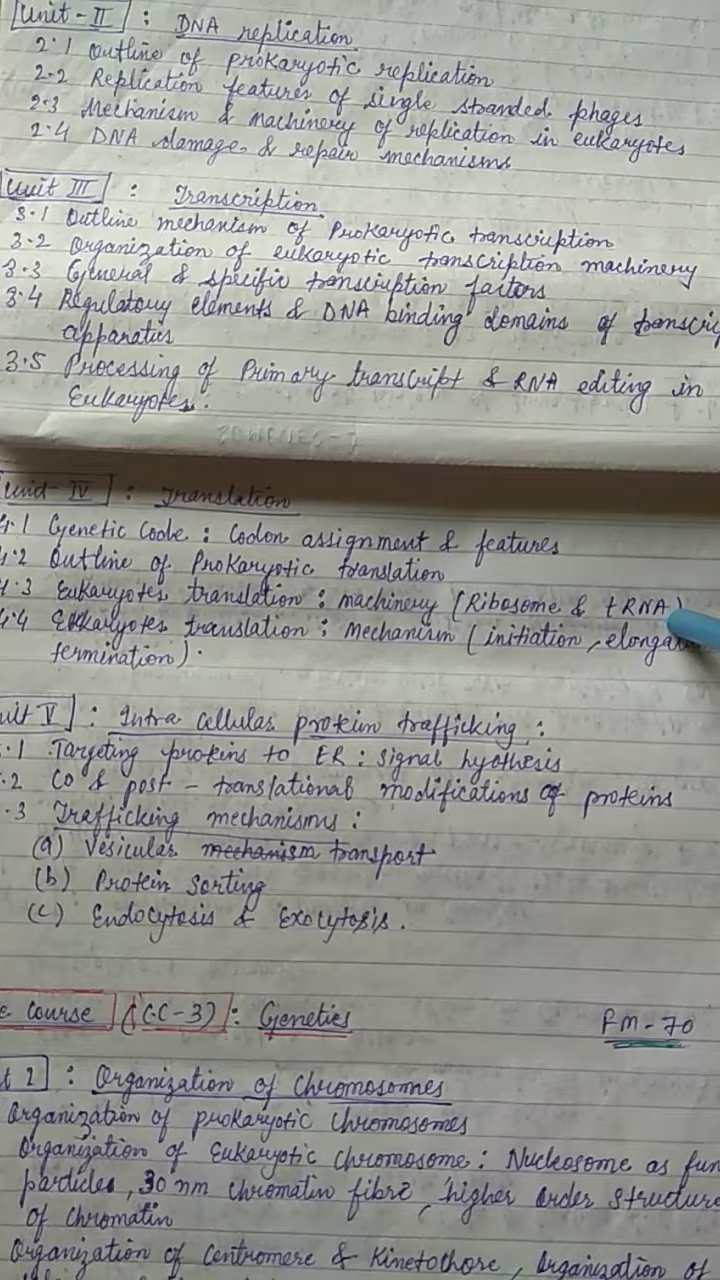 Unit-II : DNA replication
2.1 Outline of prokaryotic replication
2.2 Replication features of single stranded phages
2.3 Mechanism & machinery of replication in eukaryotes
2.4 DNA damage & repair mechanisms
Unit III : Transcription
3.1 Outline mechanism of Prokaryotic transcription
3.2 Organization of eukaryotic transcription machinery
3.3 General & specific transcription factors
3.4 Regulatory elements & DNA binding domains of transcrip
apparatus
3.5 Processing of Primary transcript & RNA editing in
Eukaryotes.
Unit-IV : Translation
4.1 Genetic Code : Codon assignment & features
4.2 Outline of Prokaryotic translation
4.3 Eukaryotes translation : machinery (Ribosome & tRNA)
4.4 Eukaryotes translation : Mechanism (initiation, elonga
termination).
nit V : Intra cellular protein trafficking :
.1 Targeting proteins to ER : signal hyothesis
.2 Co & post - translational modifications of proteins
.3 Trafficking mechanisms :
(a) Vesicular mechanism transport
(b) Protein Sorting
(c) Endocytosis & Exocytosis.
e Course (CC-3) : Genetics FM-70
t 1 : Organization of Chromosomes
Organization of prokaryotic Chromosomes
Organization of Eukaryotic chromosome : Nucleosome as fun
particles, 30 nm chromatin fibre, higher order structure
of chromatin
Organization of Centromere & Kinetochore, Organization of